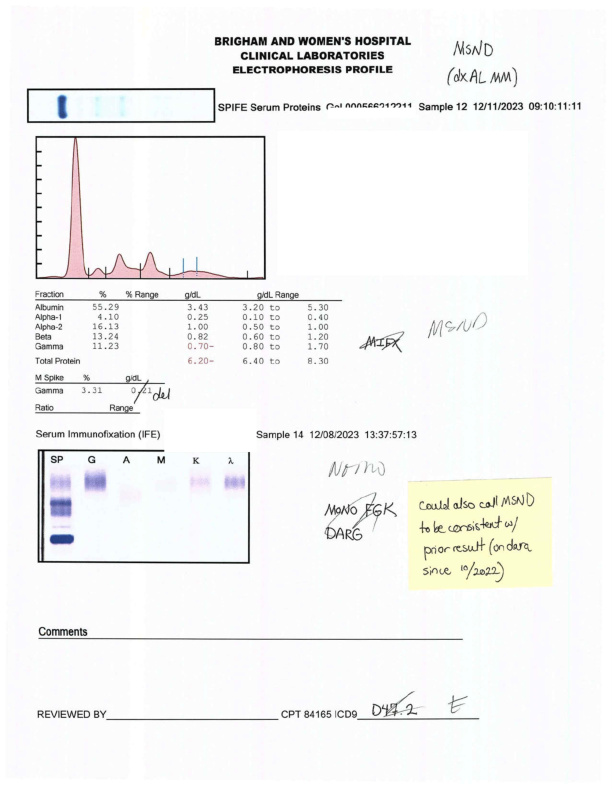 BRIGHAM AND WOMEN'S HOSPITAL
CLINICAL LABORATORIES
ELECTROPHORESIS PROFILE
MSND
(dx AL MM)
SPIFE Serum Proteins Sample 12 12/11/2023 09:10:11:11
Fraction % % Range g/dL g/dL Range
Albumin 55.29 3.43 3.20 to 5.30
Alpha-1 4.10 0.25 0.10 to 0.40
Alpha-2 16.13 1.00 0.50 to 1.00
Beta 13.24 0.82 0.60 to 1.20
Gamma 11.23 0.70- 0.80 to 1.70
Total Protein 6.20- 6.40 to 8.30
MIFX MSND
M Spike % g/dL
Gamma 3.31 0.21 del
Ratio Range
Serum Immunofixation (IFE) Sample 14 12/08/2023 13:37:57:13
SP G A M K λ
NOMO
MONO FGK
DARG
Could also call MSND
to be consistent w/
prior result (on dara
since 10/2022)
Comments
REVIEWED BY CPT 84165 ICD9 D47.2 E